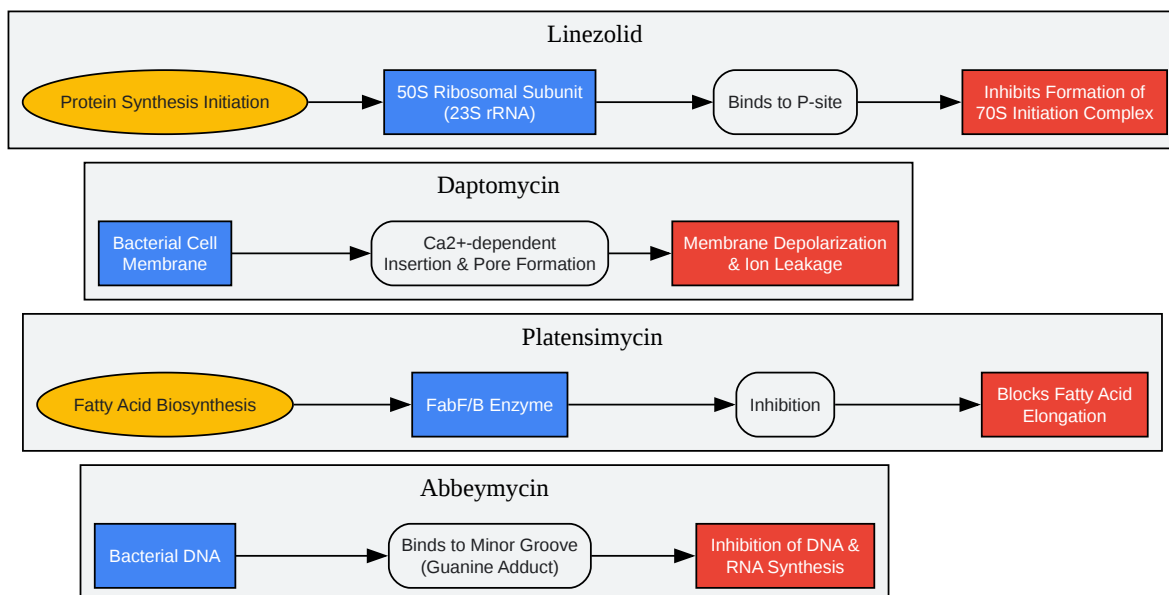 Linezolid
Protein Synthesis Initiation
50S Ribosomal Subunit
(23S rRNA)
Binds to P-site
Inhibits Formation of
70S Initiation Complex
Daptomycin
Bacterial Cell
Membrane
Ca2+-dependent
Insertion & Pore Formation
Membrane Depolarization
& Ion Leakage
Platensimycin
Fatty Acid Biosynthesis
FabF/B Enzyme
Inhibition
Blocks Fatty Acid
Elongation
Abbeymycin
Bacterial DNA
Binds to Minor Groove
(Guanine Adduct)
Inhibition of DNA &
RNA Synthesis